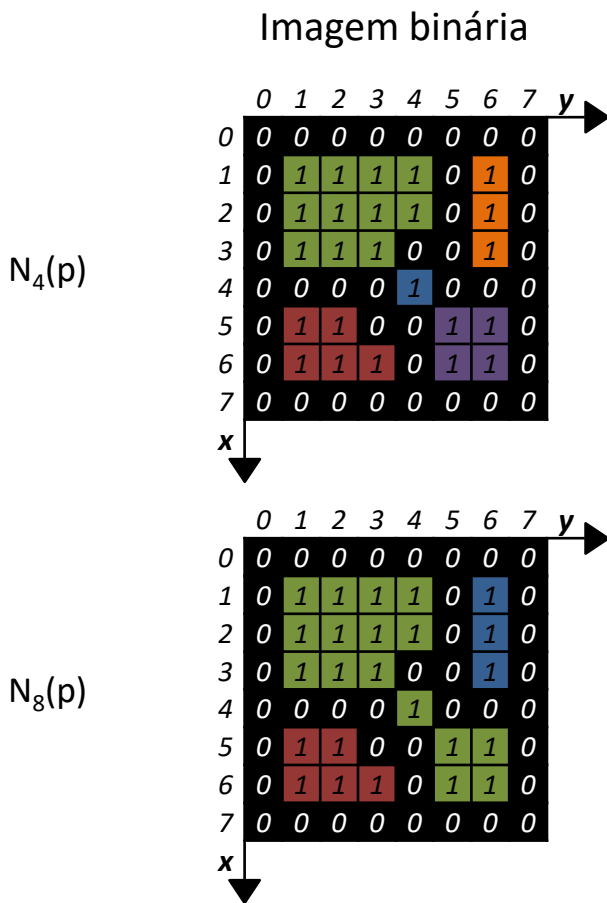 Imagem binária
0 1 2 3 4 5 6 7 y
0 0 0 0 0 0 0 0 0
1 0 1 1 1 1 0 1 0
2 0 1 1 1 1 0 1 0
3 0 1 1 1 0 0 1 0
N₄(p)
4 0 0 0 0 1 0 0 0
5 0 1 1 0 0 1 1 0
6 0 1 1 1 0 1 1 0
7 0 0 0 0 0 0 0 0
x
0 1 2 3 4 5 6 7 y
0 0 0 0 0 0 0 0 0
1 0 1 1 1 1 0 1 0
2 0 1 1 1 1 0 1 0
3 0 1 1 1 0 0 1 0
N₈(p)
4 0 0 0 0 1 0 0 0
5 0 1 1 0 0 1 1 0
6 0 1 1 1 0 1 1 0
7 0 0 0 0 0 0 0 0
x